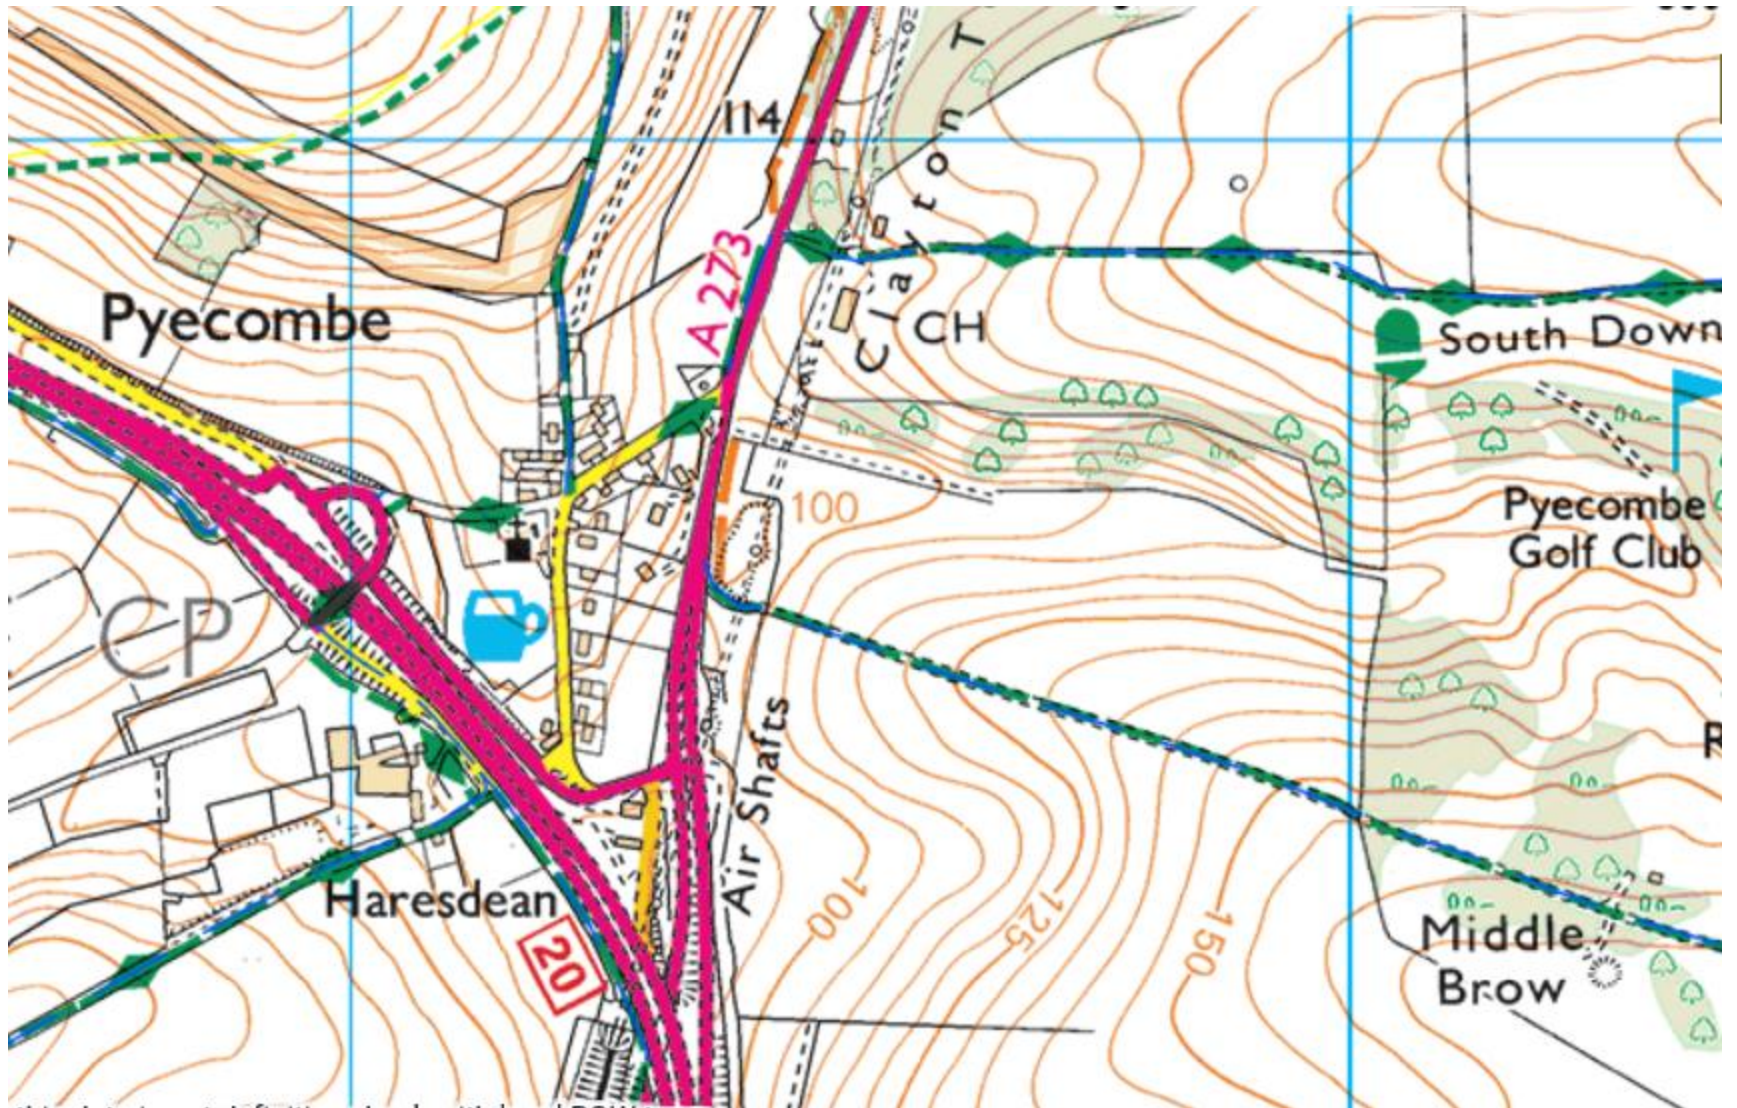 114
Clayton T
A 273
Pyecombe
CH
South Down
100
Pyecombe
Golf Club
CP
R
Air Shafts
Haresdean
100
125
150
20
Middle
Brow